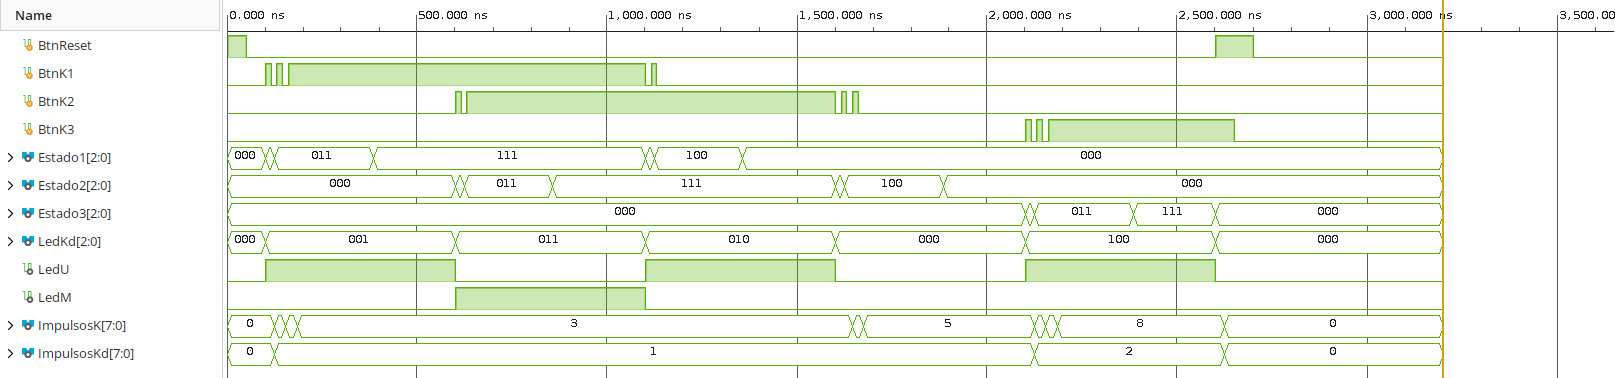 Name 0.000 ns 500.000 ns 1,000.000 ns 1,500.000 ns 2,000.000 ns 2,500.000 ns 3,000.000 ns 3,500.00
BtnReset
BtnK1
BtnK2
BtnK3
Estado1[2:0] 000 011 111 100 000
Estado2[2:0] 000 011 111 100 000
Estado3[2:0] 000 011 111 000
LedKd[2:0] 000 001 011 010 000 100 000
LedU
LedM
ImpulsosK[7:0] 0 3 5 8 0
ImpulsosKd[7:0] 0 1 2 0